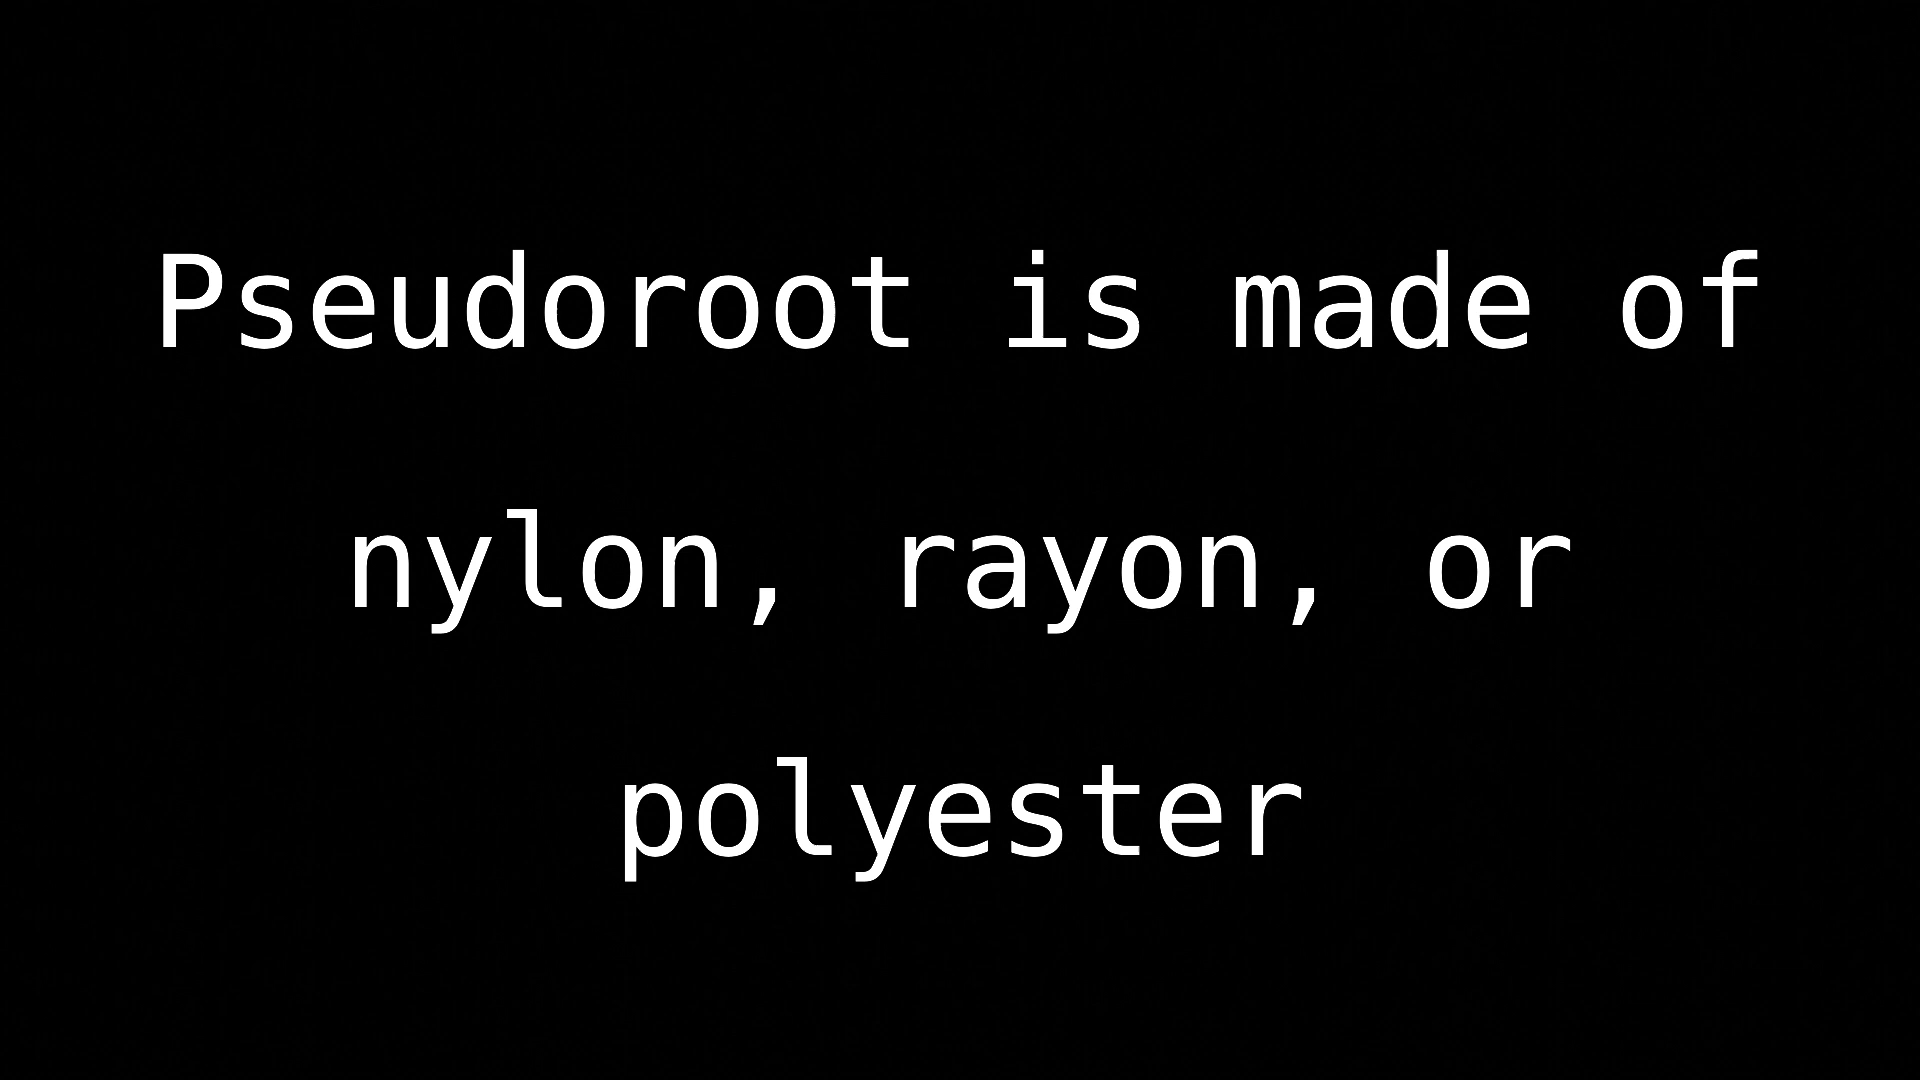 Pseudoroot is made of
nylon, rayon, or
polyester